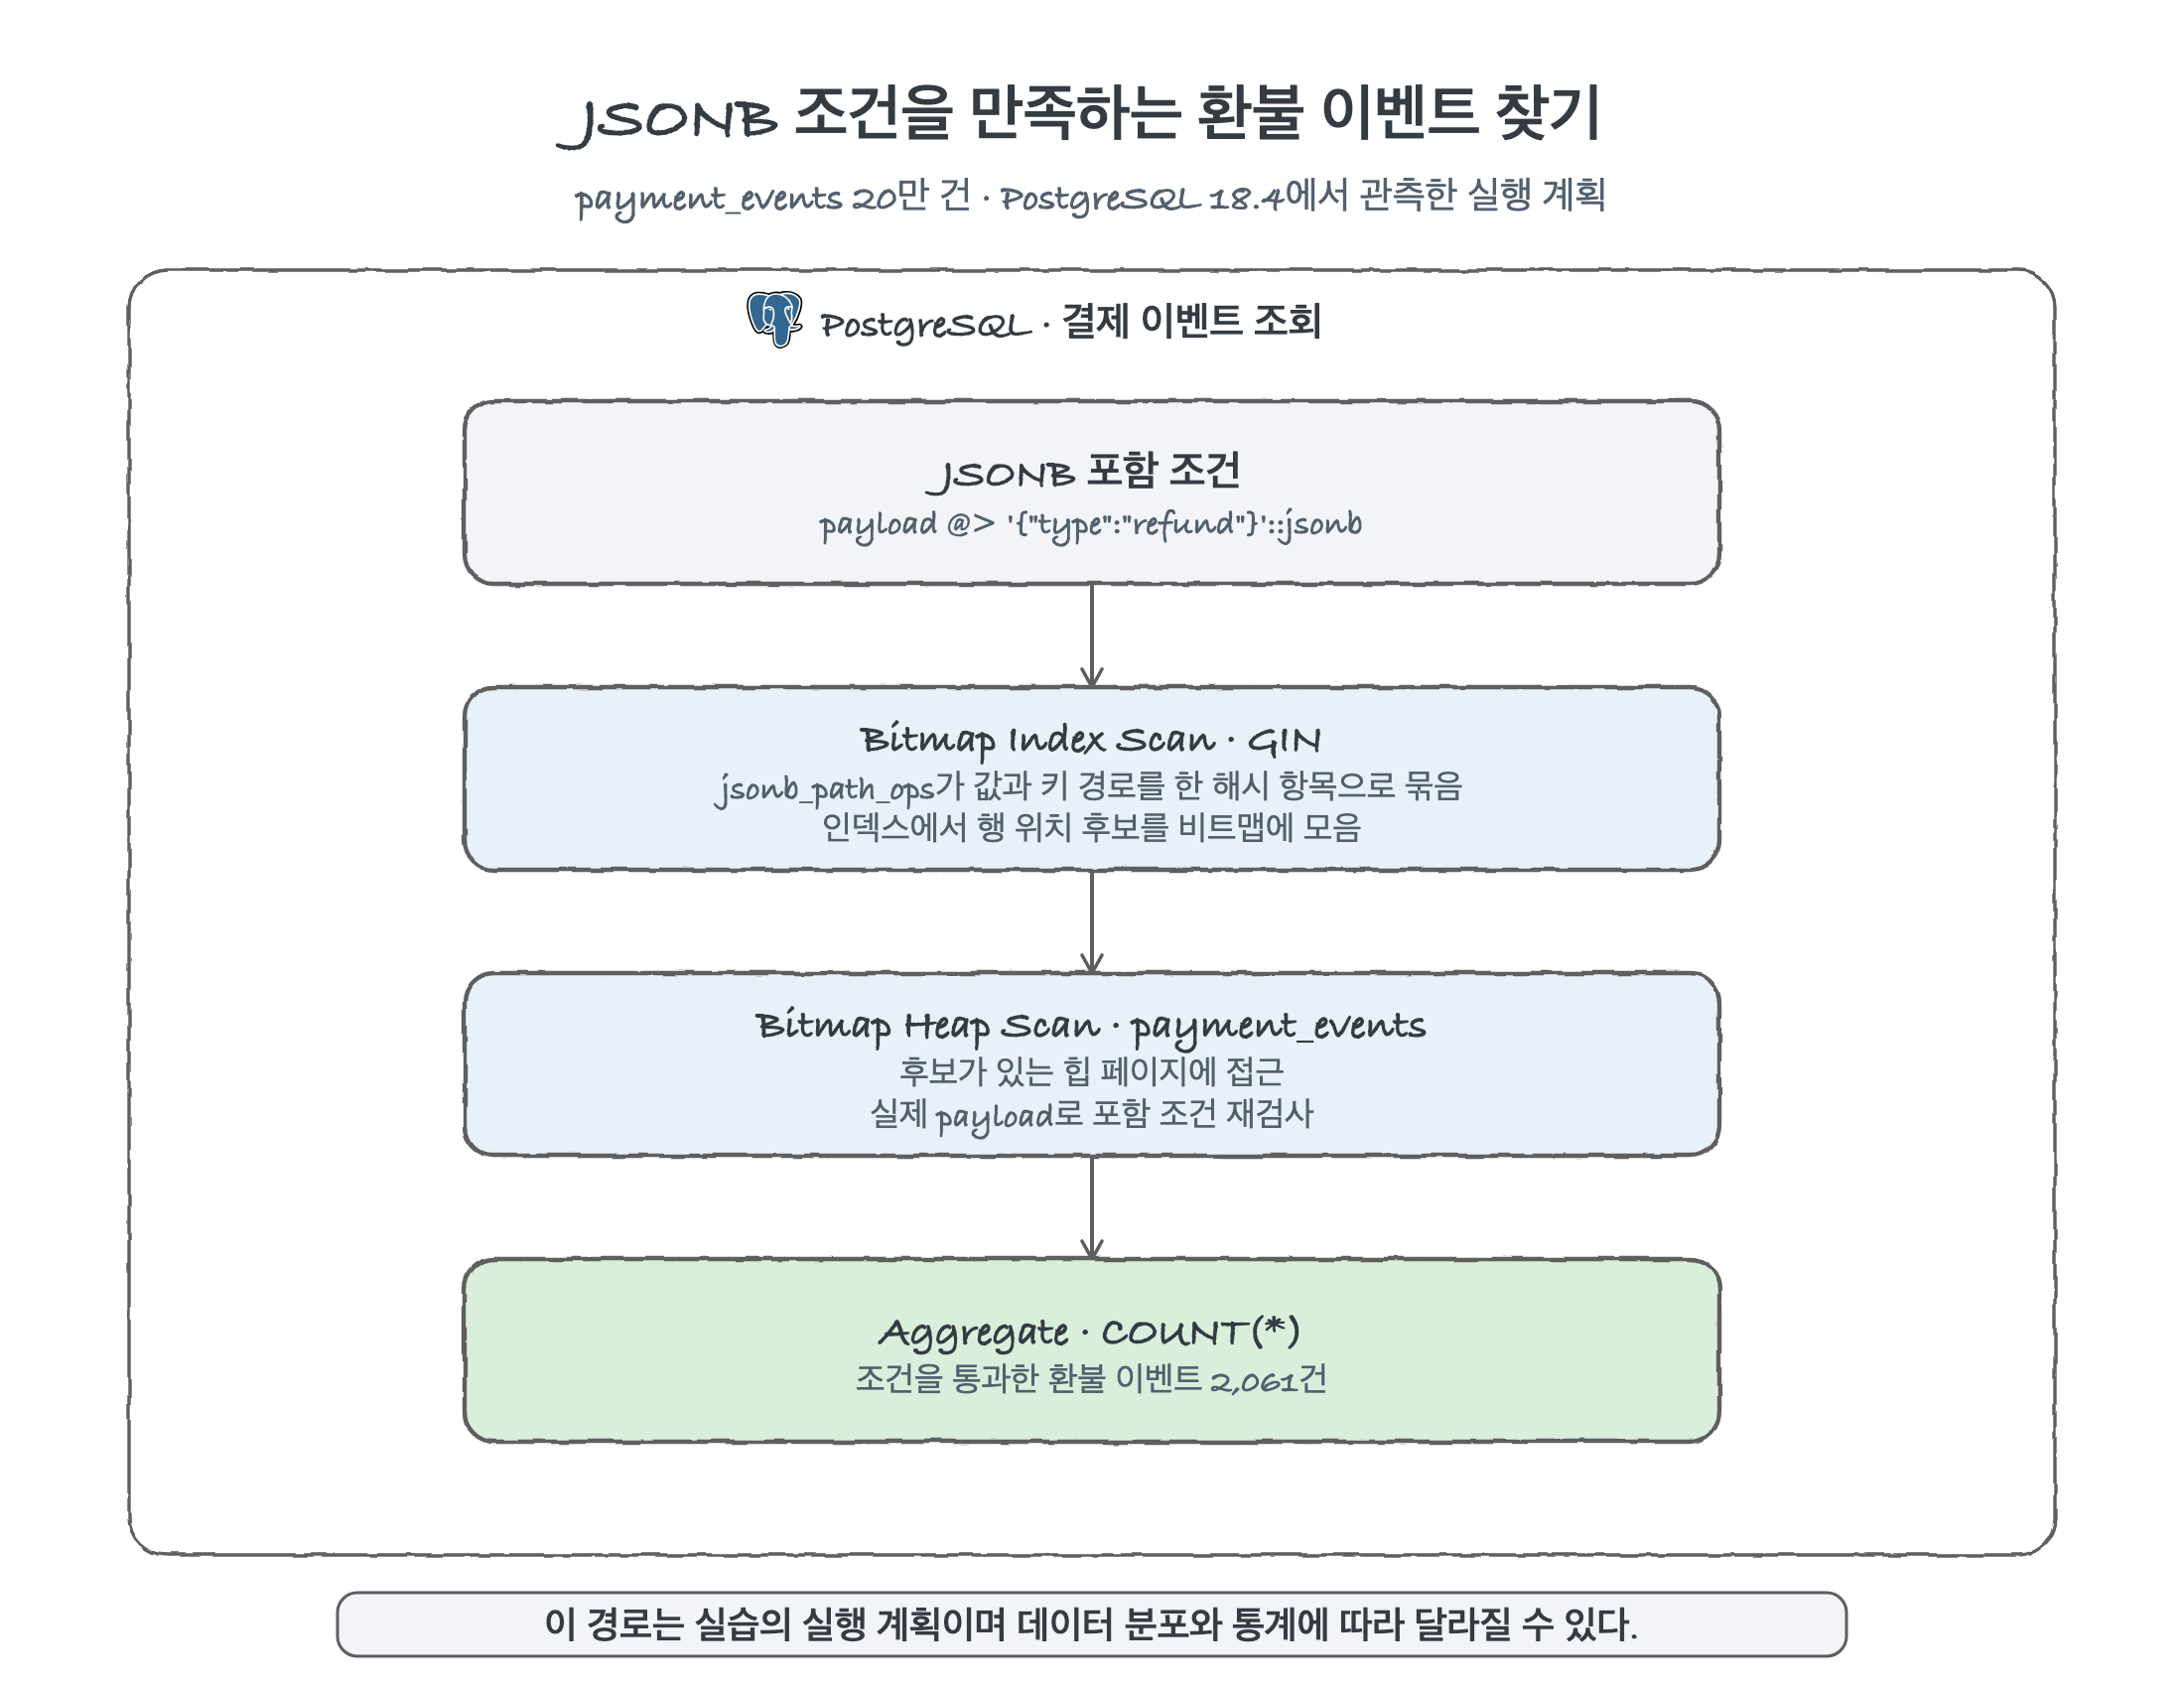 JSONB 조건을 만족하는 환불 이벤트 찾기
payment_events 20만 건 · PostgreSQL 18.4에서 관측한 실행 계획
PostgreSQL · 결제 이벤트 조회
JSONB 포함 조건
payload @> '{"type":"refund"}'::jsonb
Bitmap Index Scan · GIN
jsonb_path_ops가 값과 키 경로를 한 해시 항목으로 묶음
인덱스에서 행 위치 후보를 비트맵에 모음
Bitmap Heap Scan · payment_events
후보가 있는 힙 페이지에 접근
실제 payload로 포함 조건 재검사
Aggregate · COUNT(*)
조건을 통과한 환불 이벤트 2,061건
이 경로는 실습의 실행 계획이며 데이터 분포와 통계에 따라 달라질 수 있다.